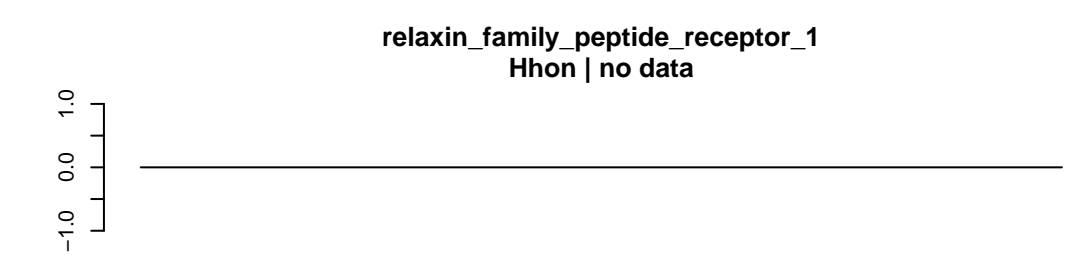 relaxin_family_peptide_receptor_1
Hhon | no data
1.0
0.0
−1.0